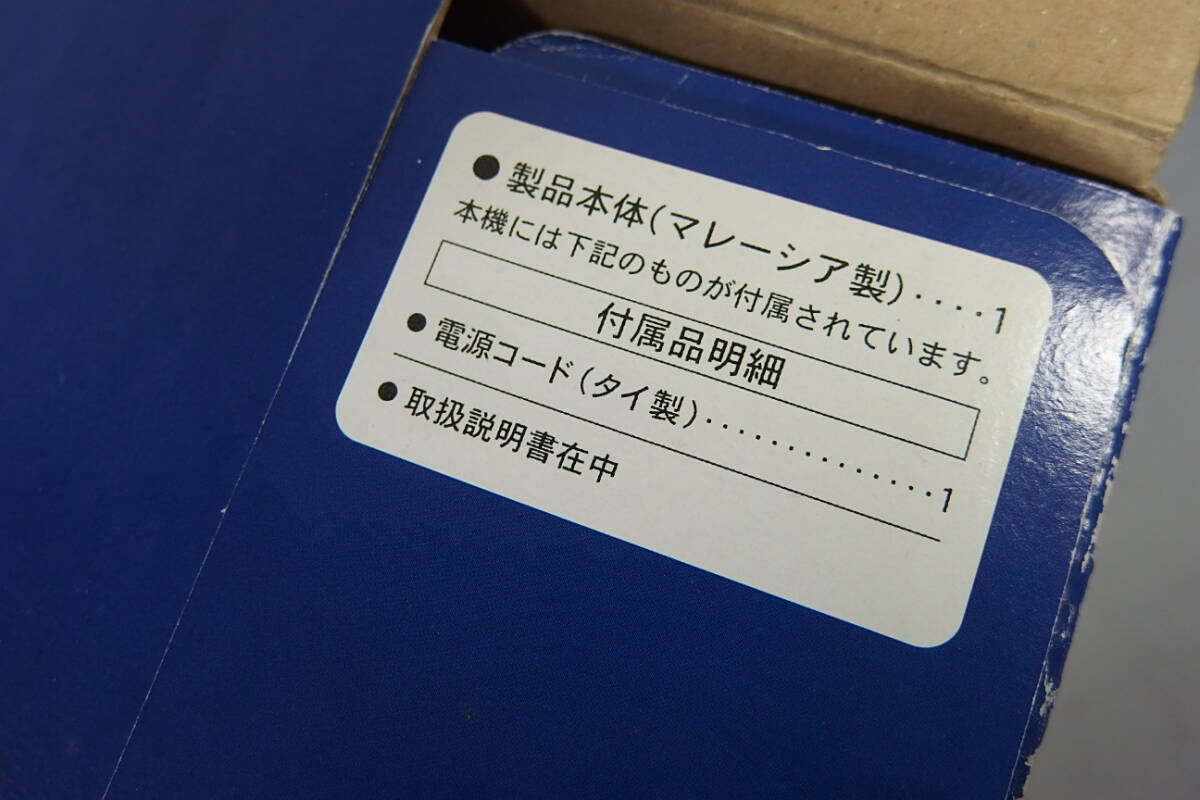 ●製品本体(マレーシア製)････1
本機には下記のものが付属されています。
付属品明細
●電源コード(タイ製)･･････････････1
●取扱説明書在中